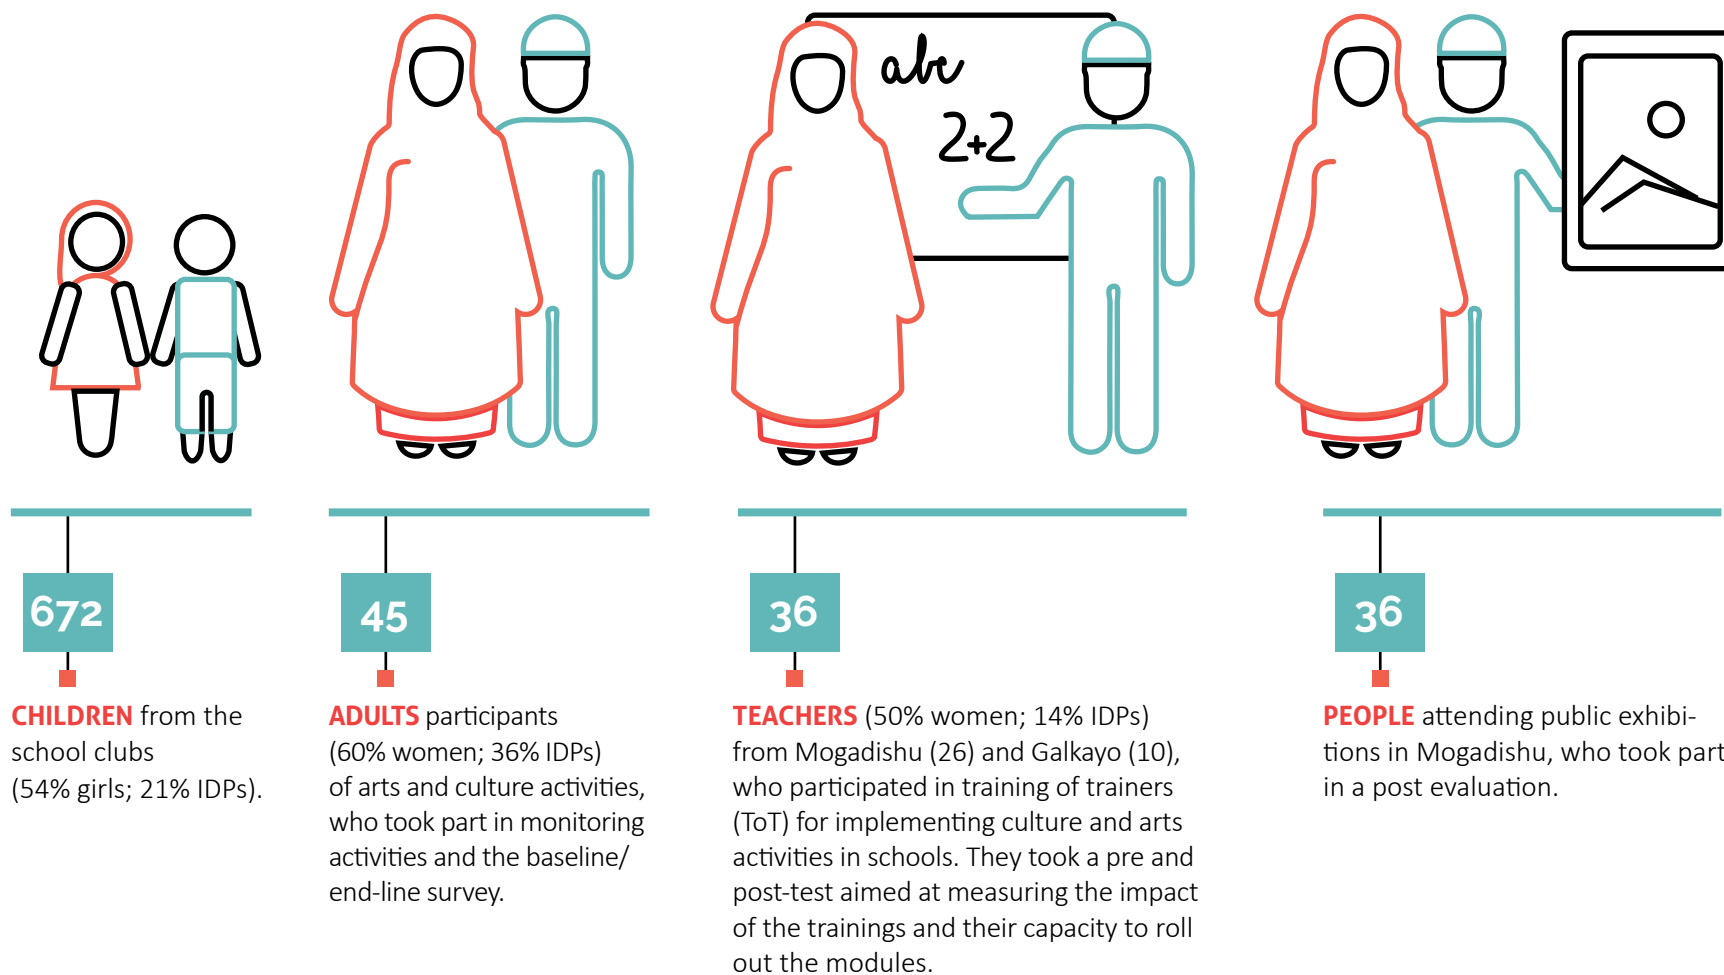 abc
2+2
672
CHILDREN from the
school clubs
(54% girls; 21% IDPs).
45
ADULTS participants
(60% women; 36% IDPs)
of arts and culture activities,
who took part in monitoring
activities and the baseline/
end-line survey.
36
TEACHERS (50% women; 14% IDPs)
from Mogadishu (26) and Galkayo (10),
who participated in training of trainers
(ToT) for implementing culture and arts
activities in schools. They took a pre and
post-test aimed at measuring the impact
of the trainings and their capacity to roll
out the modules.
36
PEOPLE attending public exhibi-
tions in Mogadishu, who took part
in a post evaluation.